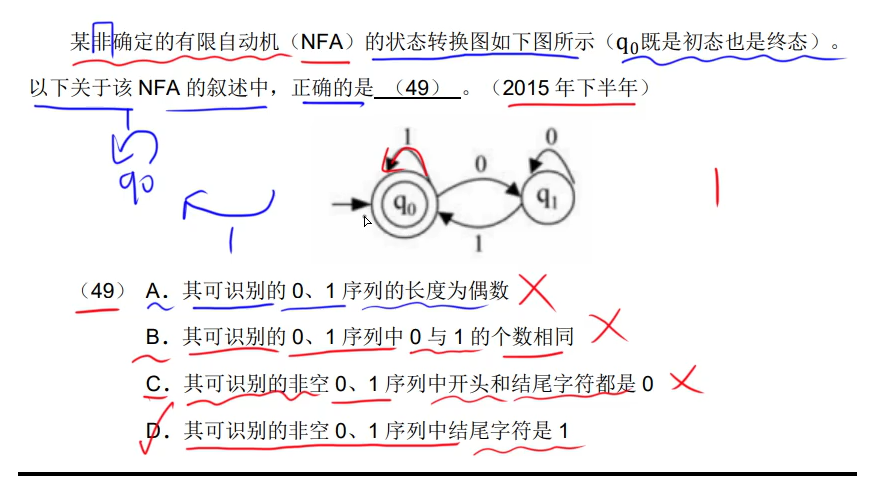 某非确定的有限自动机（NFA）的状态转换图如下图所示（q₀既是初态也是终态）。
以下关于该 NFA 的叙述中，正确的是 （49） 。（2015 年下半年）
q0
1
1
0
0
q₀
q₁
1
1
（49） A．其可识别的 0、1 序列的长度为偶数
B．其可识别的 0、1 序列中 0 与 1 的个数相同
C．其可识别的非空 0、1 序列中开头和结尾字符都是 0
D．其可识别的非空 0、1 序列中结尾字符是 1